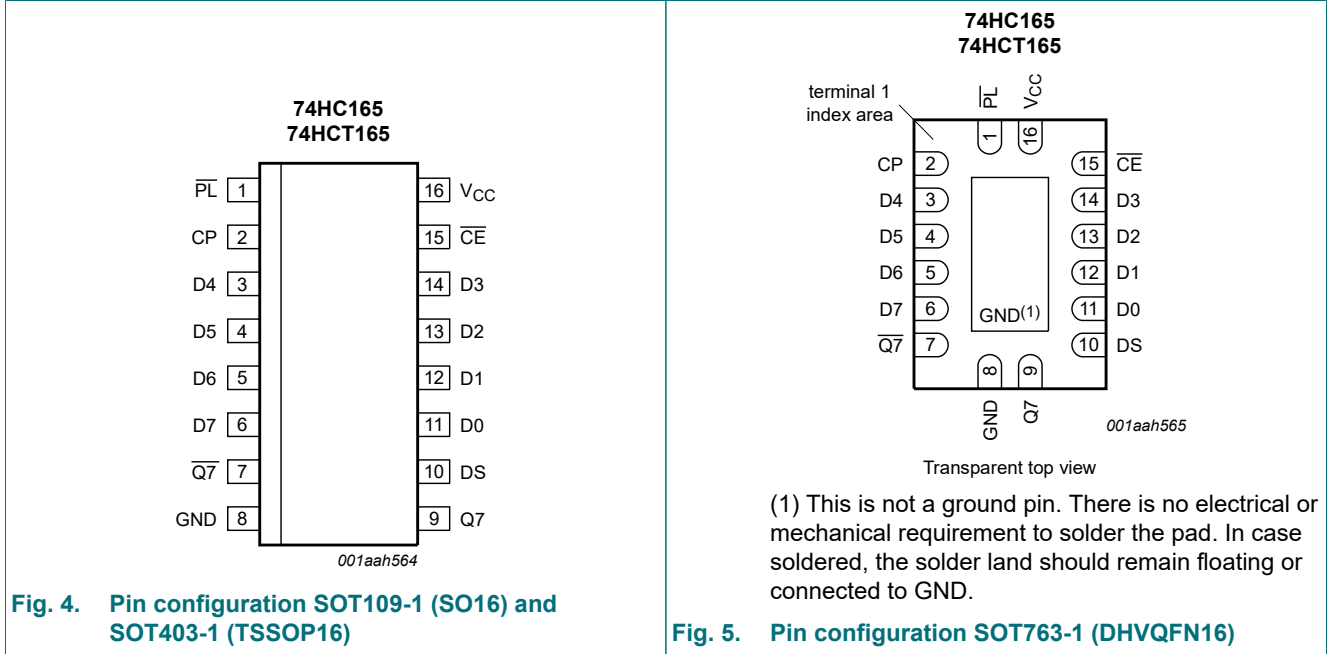 74HC165
74HCT165
P̅L̅ 1
16 VCC
CP 2
15 C̅E̅
D4 3
14 D3
D5 4
13 D2
D6 5
12 D1
D7 6
11 D0
Q̅7̅ 7
10 DS
GND 8
9 Q7
001aah564
Fig. 4. Pin configuration SOT109-1 (SO16) and
SOT403-1 (TSSOP16)
74HC165
74HCT165
terminal 1
index area
P̅L̅
VCC
1
16
CP 2
15 C̅E̅
D4 3
14 D3
D5 4
13 D2
D6 5
12 D1
D7 6
11 D0
GND(1)
Q̅7̅ 7
10 DS
8
9
GND
Q7
001aah565
Transparent top view
(1) This is not a ground pin. There is no electrical or
mechanical requirement to solder the pad. In case
soldered, the solder land should remain floating or
connected to GND.
Fig. 5. Pin configuration SOT763-1 (DHVQFN16)